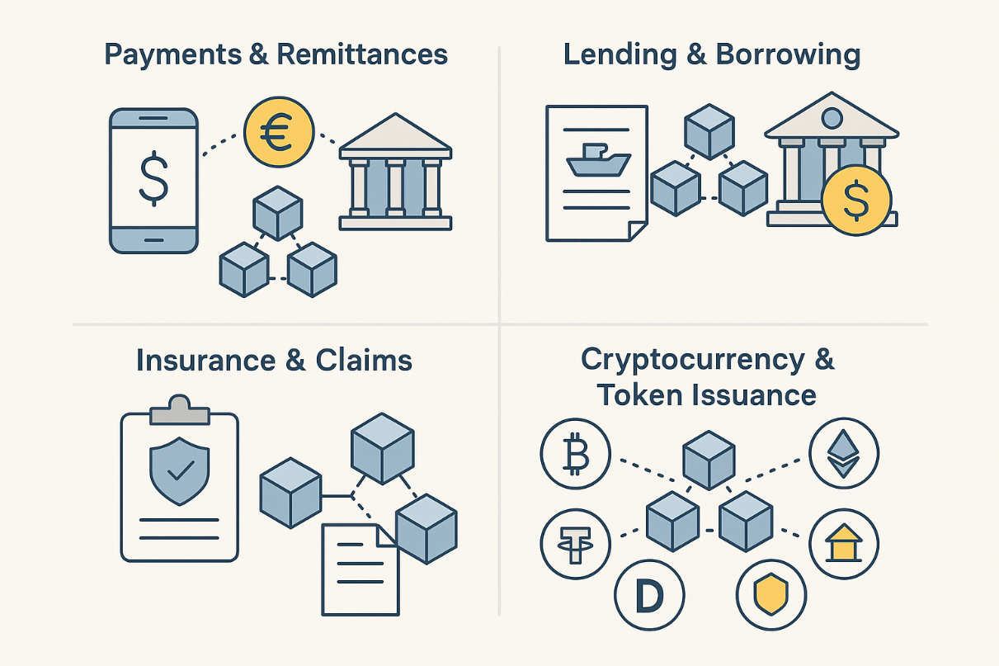 Payments & Remittances
Lending & Borrowing
$
€
$
Insurance & Claims
Cryptocurrency &
Token Issuance
₿
D